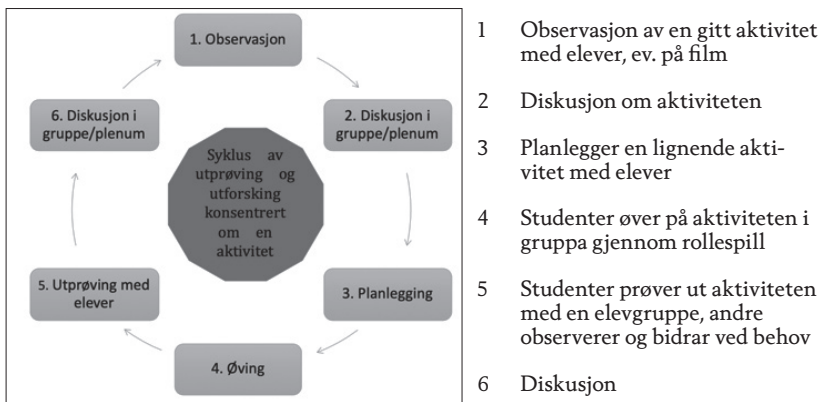 1. Observasjon
2. Diskusjon i
gruppe/plenum
3. Planlegging
4. Øving
5. Utprøving med
elever
6. Diskusjon i
gruppe/plenum
Syklus av
utprøving og
utforsking
konsentrert
om en
aktivitet
1 Observasjon av en gitt aktivitet
med elever, ev. på film
2 Diskusjon om aktiviteten
3 Planlegger en lignende akti-
vitet med elever
4 Studenter øver på aktiviteten i
gruppa gjennom rollespill
5 Studenter prøver ut aktiviteten
med en elevgruppe, andre
observerer og bidrar ved behov
6 Diskusjon